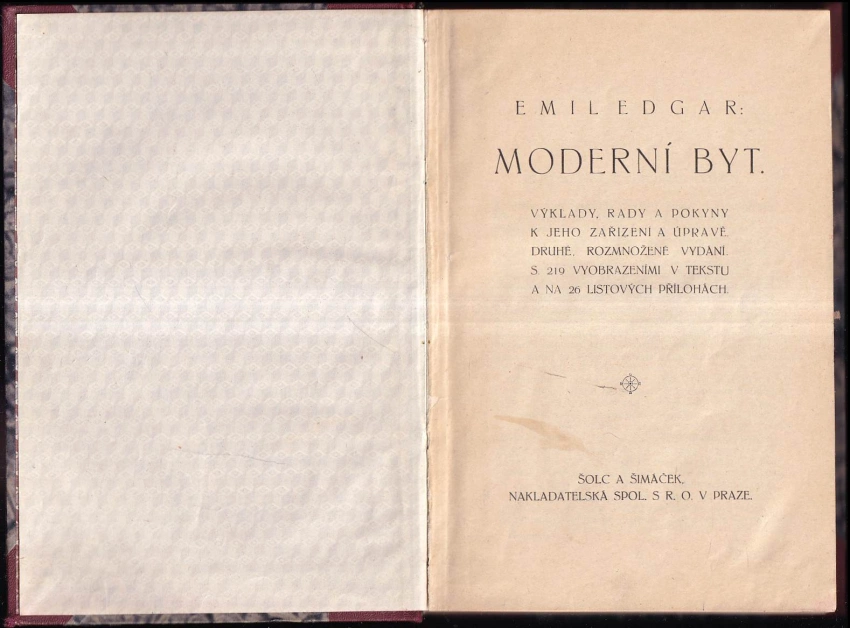 EMIL EDGAR:
MODERNÍ BYT.
VÝKLADY, RADY A POKYNY
K JEHO ZAŘÍZENÍ A ÚPRAVĚ.
DRUHÉ, ROZMNOŽENÉ VYDÁNÍ.
S 219 VYOBRAZENÍMI V TEKSTU
A NA 26 LISTOVÝCH PŘÍLOHÁCH.
ŠOLC A ŠIMÁČEK,
NAKLADATELSKÁ SPOL. S R. O. V PRAZE.